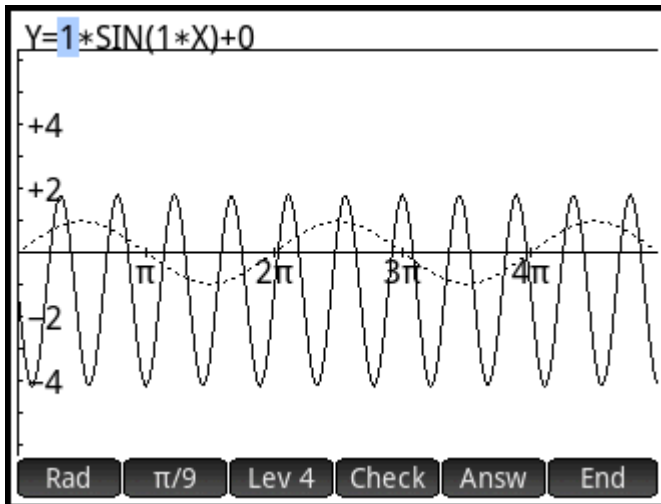 Y=1*SIN(1*X)+0
+4
+2
π 2π 3π 4π
-2
-4
Rad π/9 Lev 4 Check Answ End